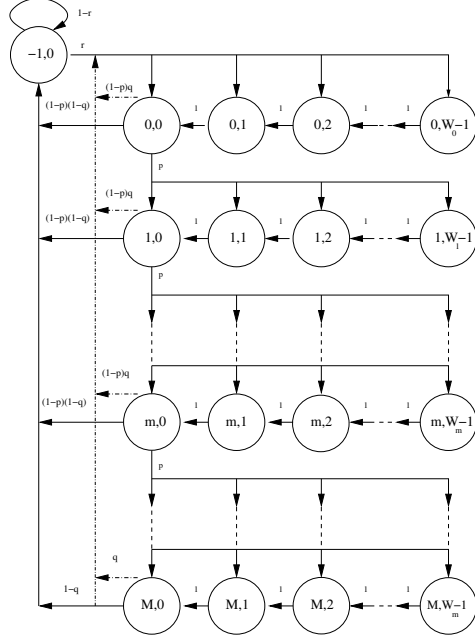 1−r
−1,0
r
(1−p)q
(1−p)(1−q)
1
1
1
1
0,0
0,1
0,2
0,W₀−1
p
(1−p)q
(1−p)(1−q)
1
1
1
1
1,0
1,1
1,2
1,W₁−1
p
(1−p)q
(1−p)(1−q)
1
1
1
1
m,0
m,1
m,2
m,Wₘ−1
p
q
1−q
1
1
1
1
M,0
M,1
M,2
M,Wₘ−1